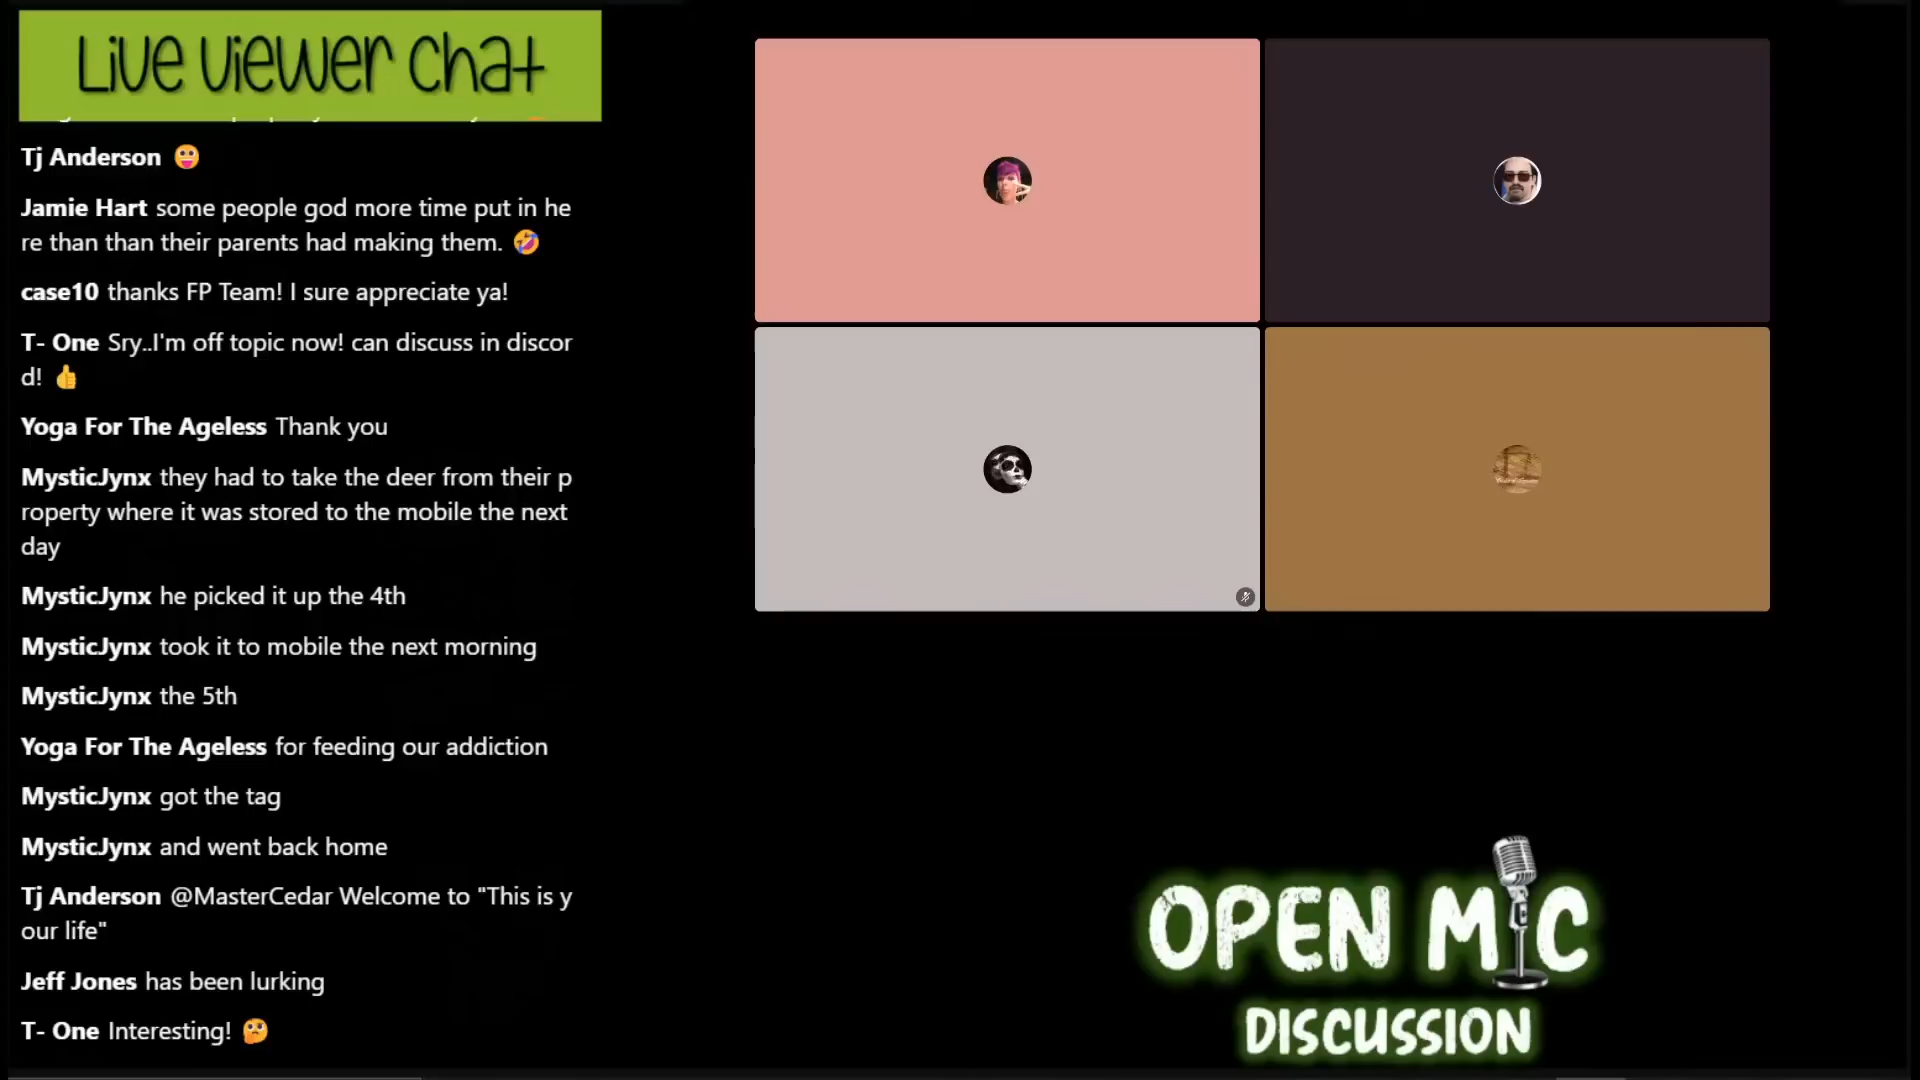 Live Viewer Chat
Tj Anderson 😛
Jamie Hart some people god more time put in he
re than than their parents had making them. 🤣
case10 thanks FP Team! I sure appreciate ya!
T- One Sry..I'm off topic now! can discuss in discor
d! 👍
Yoga For The Ageless Thank you
MysticJynx they had to take the deer from their p
roperty where it was stored to the mobile the next
day
MysticJynx he picked it up the 4th
MysticJynx took it to mobile the next morning
MysticJynx the 5th
Yoga For The Ageless for feeding our addiction
MysticJynx got the tag
MysticJynx and went back home
Tj Anderson @MasterCedar Welcome to "This is y
our life"
Jeff Jones has been lurking
T- One Interesting! 🤔
OPEN MIC
DISCUSSION